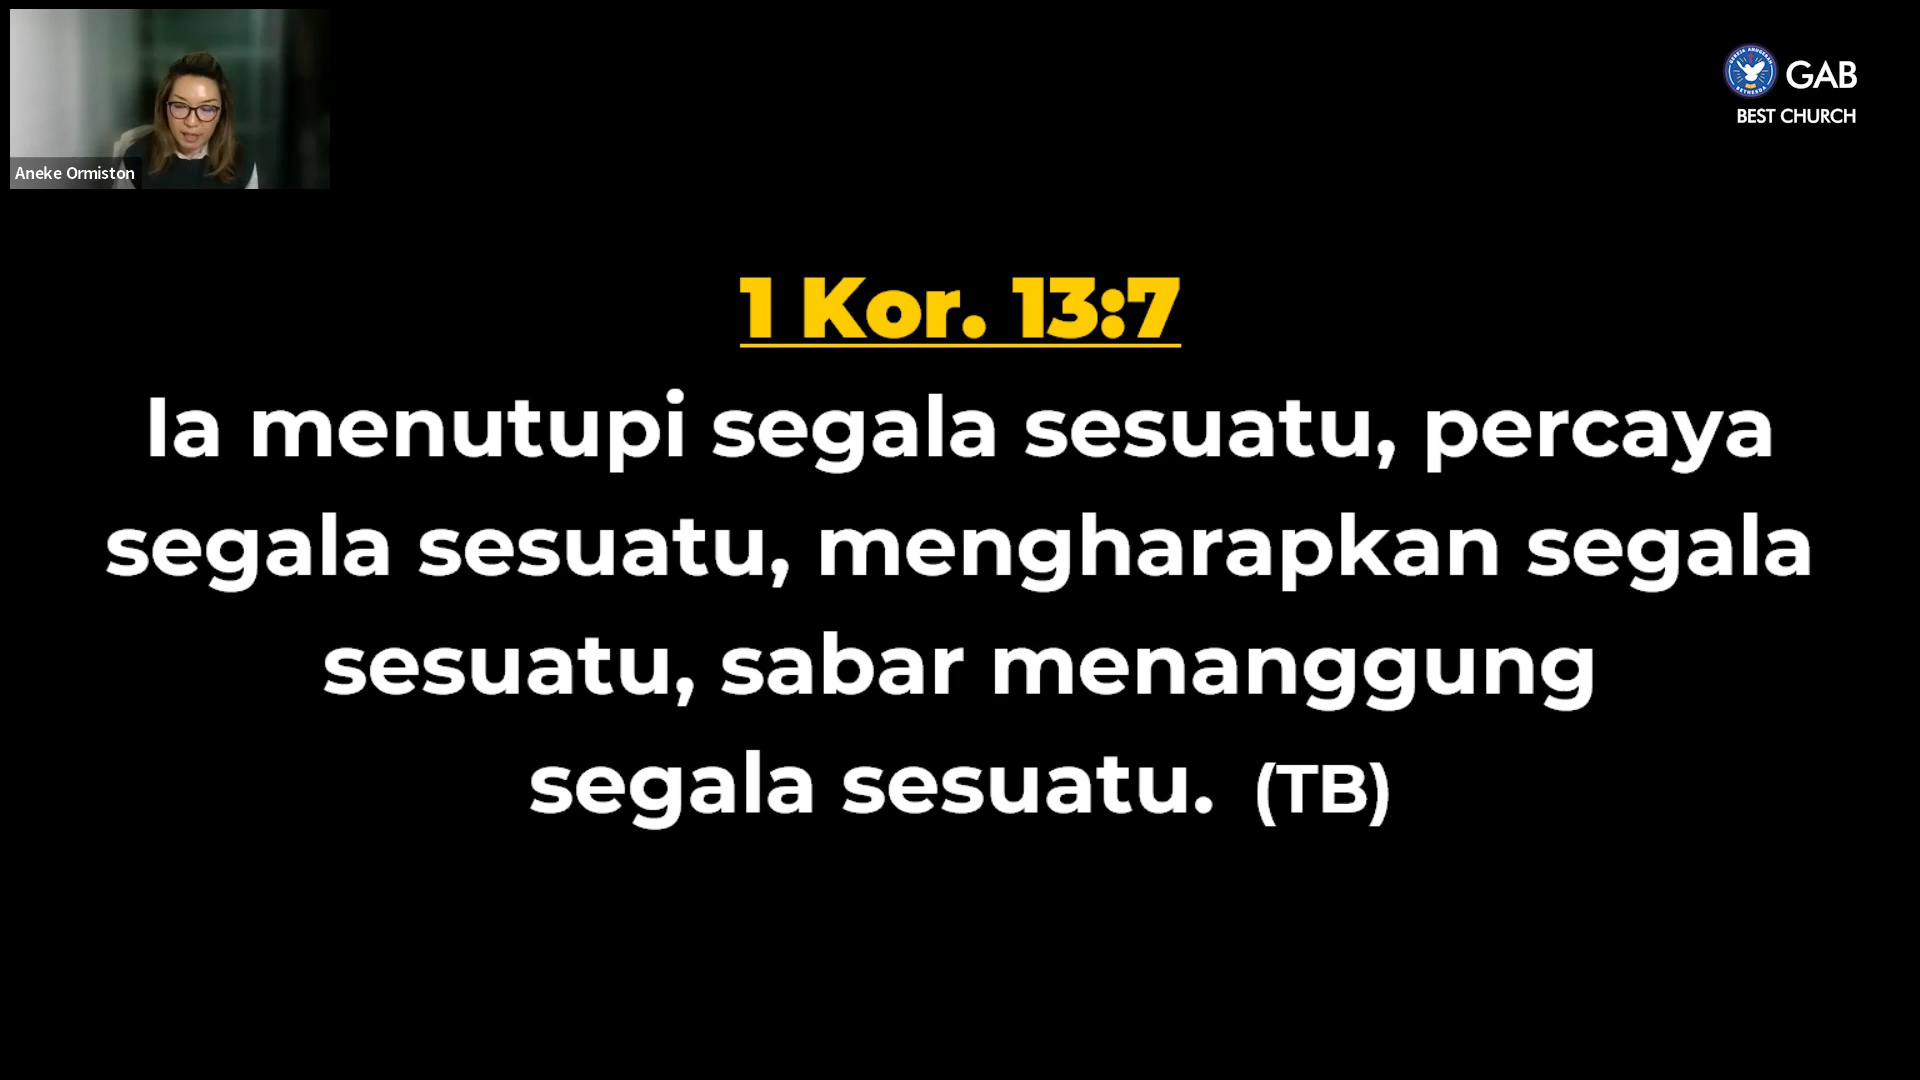 Aneke Ormiston
GAB
BEST CHURCH
1 Kor. 13:7
Ia menutupi segala sesuatu, percaya
segala sesuatu, mengharapkan segala
sesuatu, sabar menanggung
segala sesuatu. (TB)